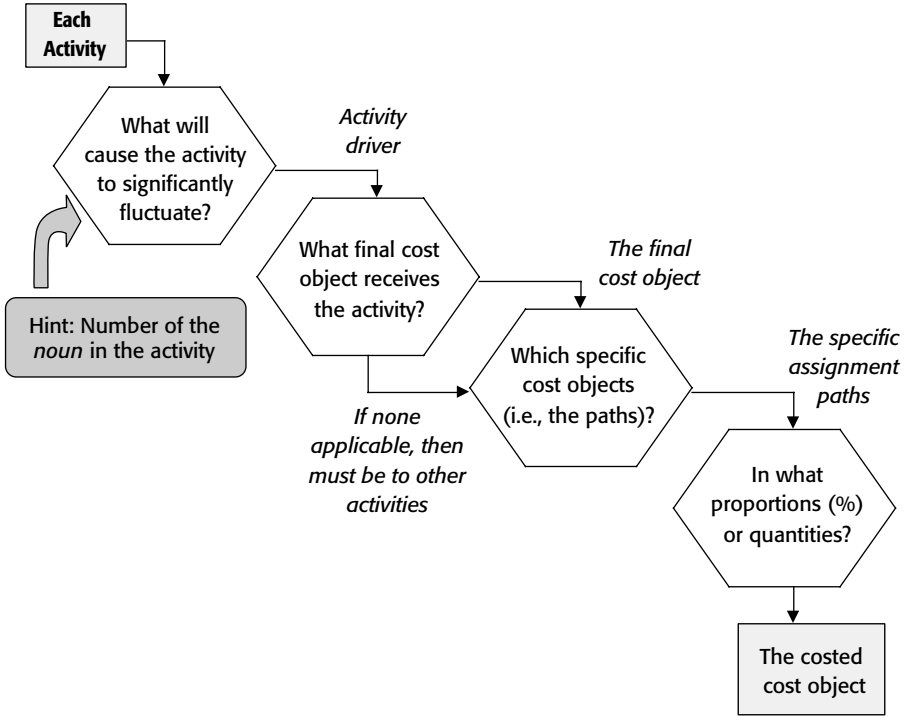 Each
Activity
What will
cause the activity
to significantly
fluctuate?
Activity
driver
Hint: Number of the
noun in the activity
What final cost
object receives
the activity?
The final
cost object
If none
applicable, then
must be to other
activities
Which specific
cost objects
(i.e., the paths)?
The specific
assignment
paths
In what
proportions (%)
or quantities?
The costed
cost object